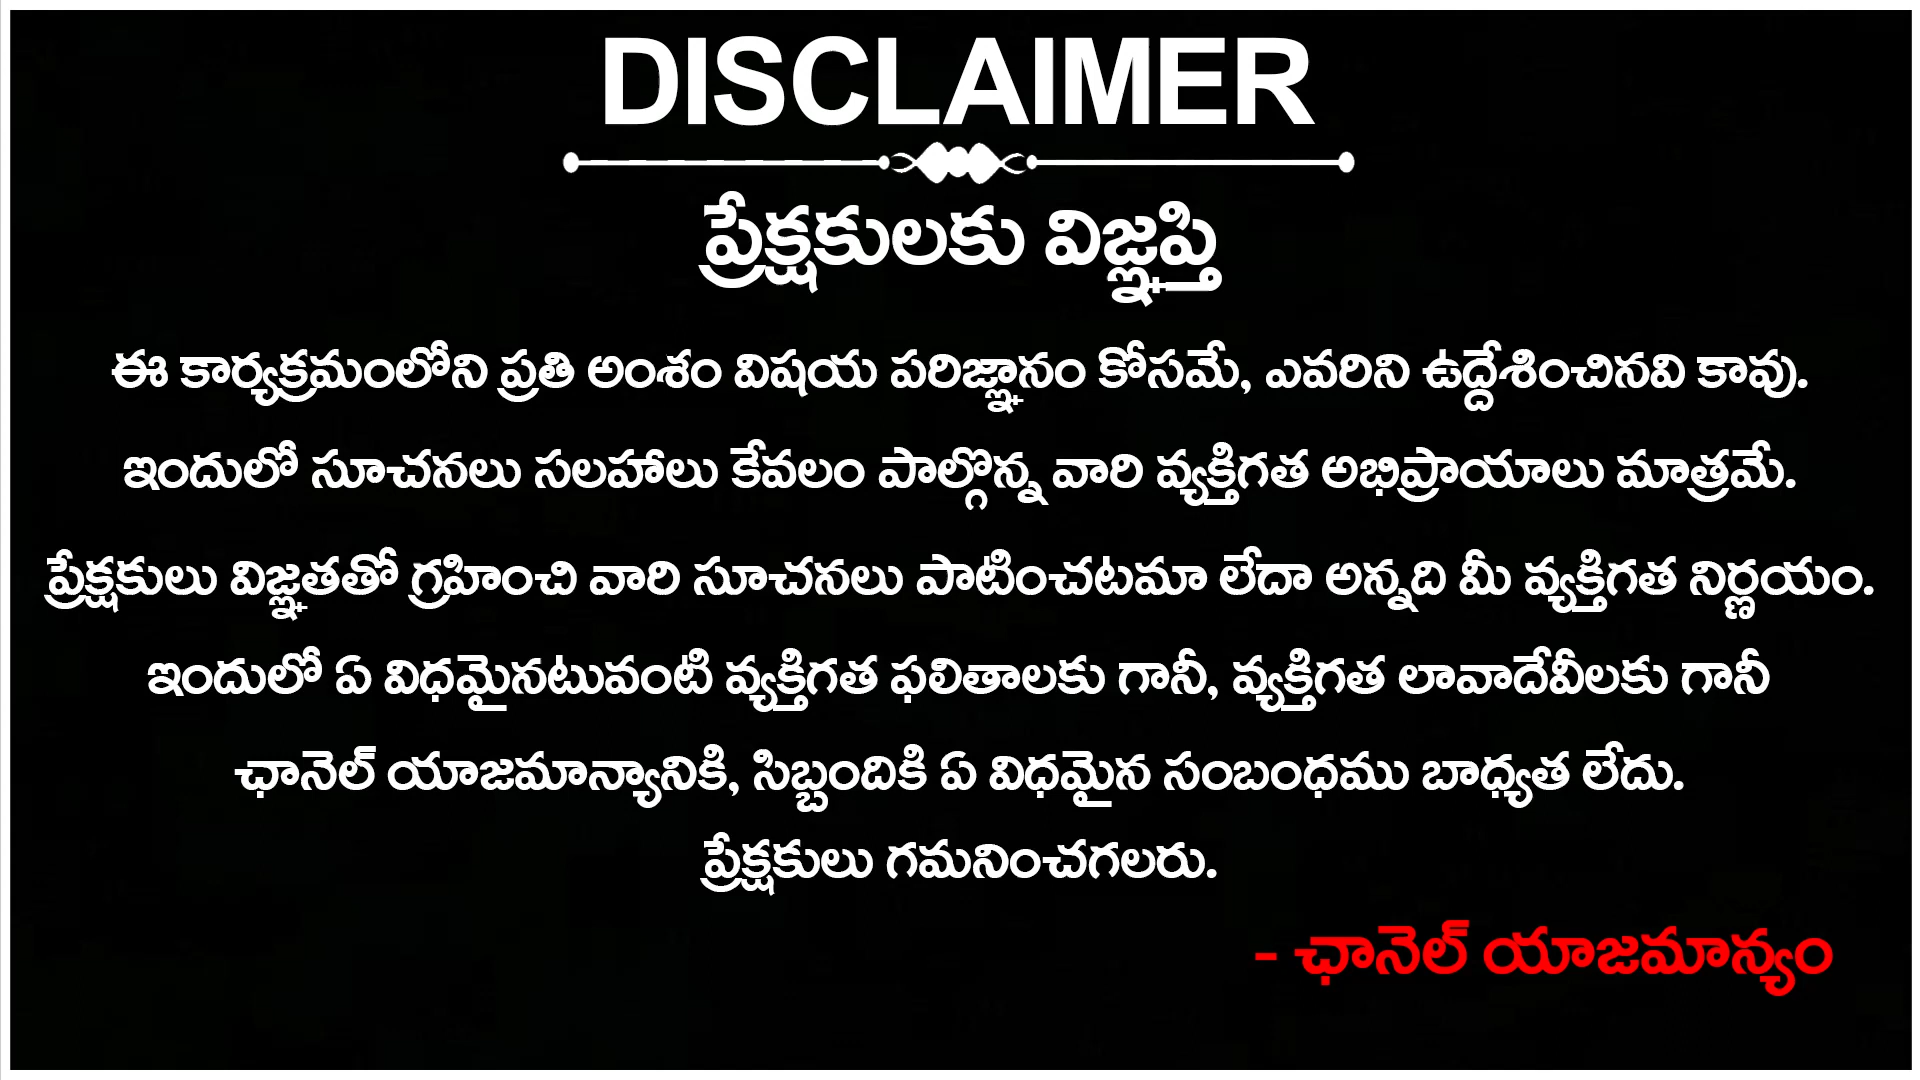 DISCLAIMER
ప్రేక్షకులకు విజ్ఞప్తి
ఈ కార్యక్రమంలోని ప్రతి అంశం విషయ పరిజ్ఞానం కోసమే, ఎవరిని ఉద్దేశించినవి కావు.
ఇందులో సూచనలు సలహాలు కేవలం పాల్గొన్న వారి వ్యక్తిగత అభిప్రాయాలు మాత్రమే.
ప్రేక్షకులు విజ్ఞతతో గ్రహించి వారి సూచనలు పాటించటమా లేదా అన్నది మీ వ్యక్తిగత నిర్ణయం.
ఇందులో ఏ విధమైనటువంటి వ్యక్తిగత ఫలితాలకు గానీ, వ్యక్తిగత లావాదేవీలకు గానీ
ఛానెల్ యాజమాన్యానికి, సిబ్బందికి ఏ విధమైన సంబంధము బాధ్యత లేదు.
ప్రేక్షకులు గమనించగలరు.
- ఛానెల్ యాజమాన్యం